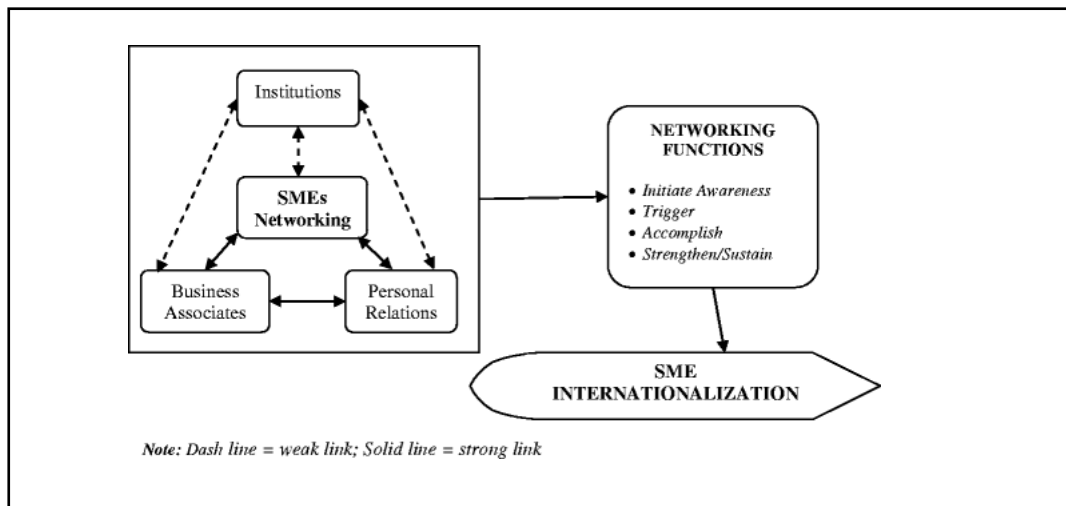 Institutions
SMEs
Networking
Business
Associates
Personal
Relations
NETWORKING
FUNCTIONS
• Initiate Awareness
• Trigger
• Accomplish
• Strengthen/Sustain
SME
INTERNATIONALIZATION
Note: Dash line = weak link; Solid line = strong link